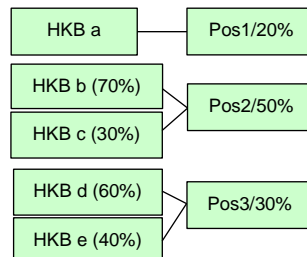 HKB a
Pos1/20%
HKB b (70%)
Pos2/50%
HKB c (30%)
HKB d (60%)
Pos3/30%
HKB e (40%)